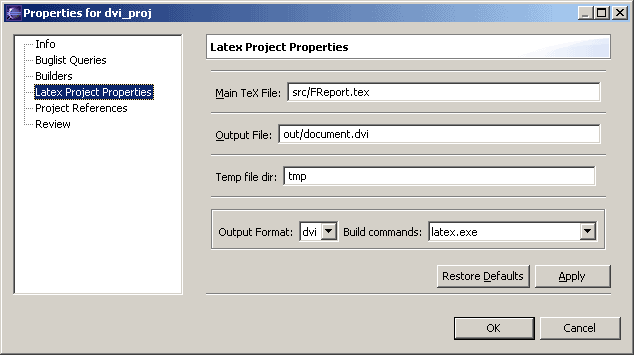 Properties for dvi_proj
Info
Buglist Queries
Builders
Latex Project Properties
Project References
Review
Latex Project Properties
Main TeX File: src/FReport.tex
Output File: out/document.dvi
Temp file dir: tmp
Output Format: dvi Build commands: latex.exe
Restore Defaults Apply
OK Cancel